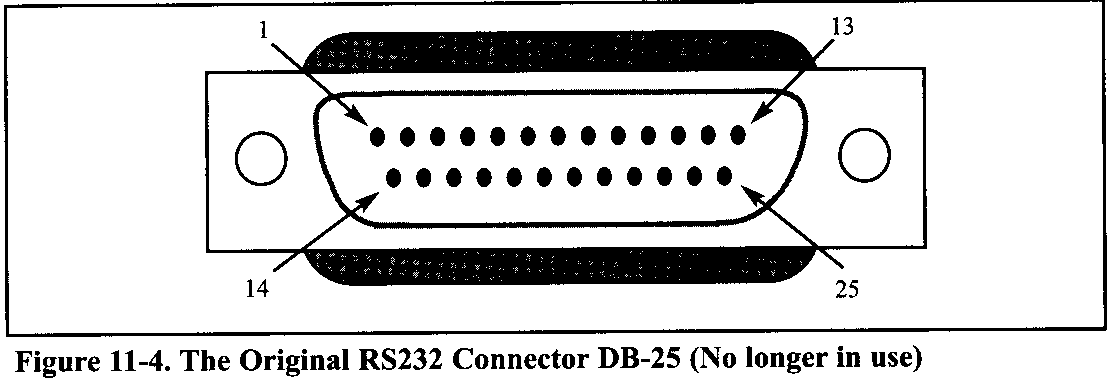 1
13
14
25
Figure 11-4. The Original RS232 Connector DB-25 (No longer in use)